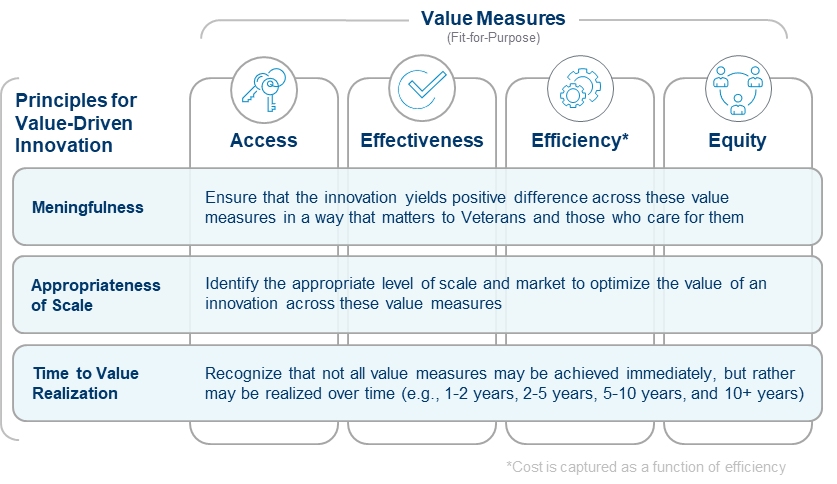 Value Measures
(Fit-for-Purpose)
Principles for
Value-Driven
Innovation
Access
Effectiveness
Efficiency*
Equity
Meaningfulness
Ensure that the innovation yields positive difference across these value
measures in a way that matters to Veterans and those who care for them
Appropriateness
of Scale
Identify the appropriate level of scale and market to optimize the value of an
innovation across these value measures
Time to Value
Realization
Recognize that not all value measures may be achieved immediately, but rather
may be realized over time (e.g., 1-2 years, 2-5 years, 5-10 years, and 10+ years)
*Cost is captured as a function of efficiency